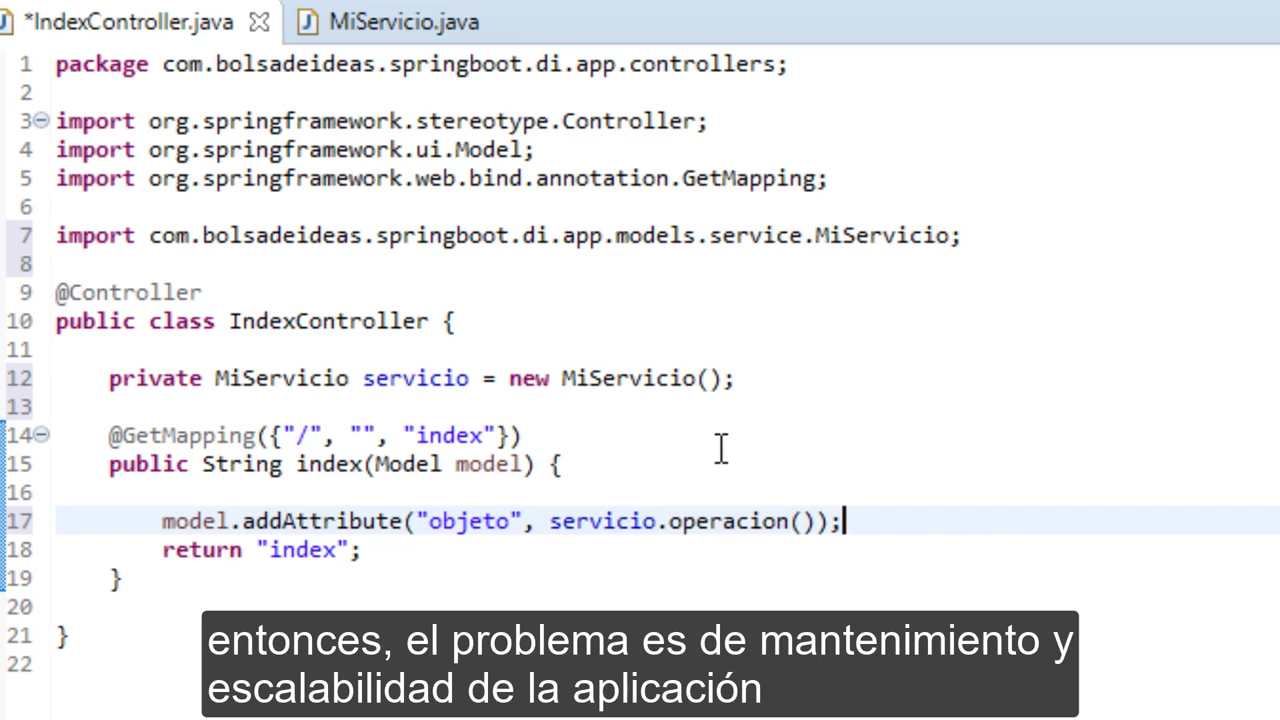 *IndexController.java MiServicio.java
1 package com.bolsadeideas.springboot.di.app.controllers;
2
3 import org.springframework.stereotype.Controller;
4 import org.springframework.ui.Model;
5 import org.springframework.web.bind.annotation.GetMapping;
6
7 import com.bolsadeideas.springboot.di.app.models.service.MiServicio;
8
9 @Controller
10 public class IndexController {
11
12 private MiServicio servicio = new MiServicio();
13
14 @GetMapping({"/", "", "index"})
15 public String index(Model model) {
16
17 model.addAttribute("objeto", servicio.operacion());
18 return "index";
19 }
20
21 }
22
entonces, el problema es de mantenimiento y
escalabilidad de la aplicación